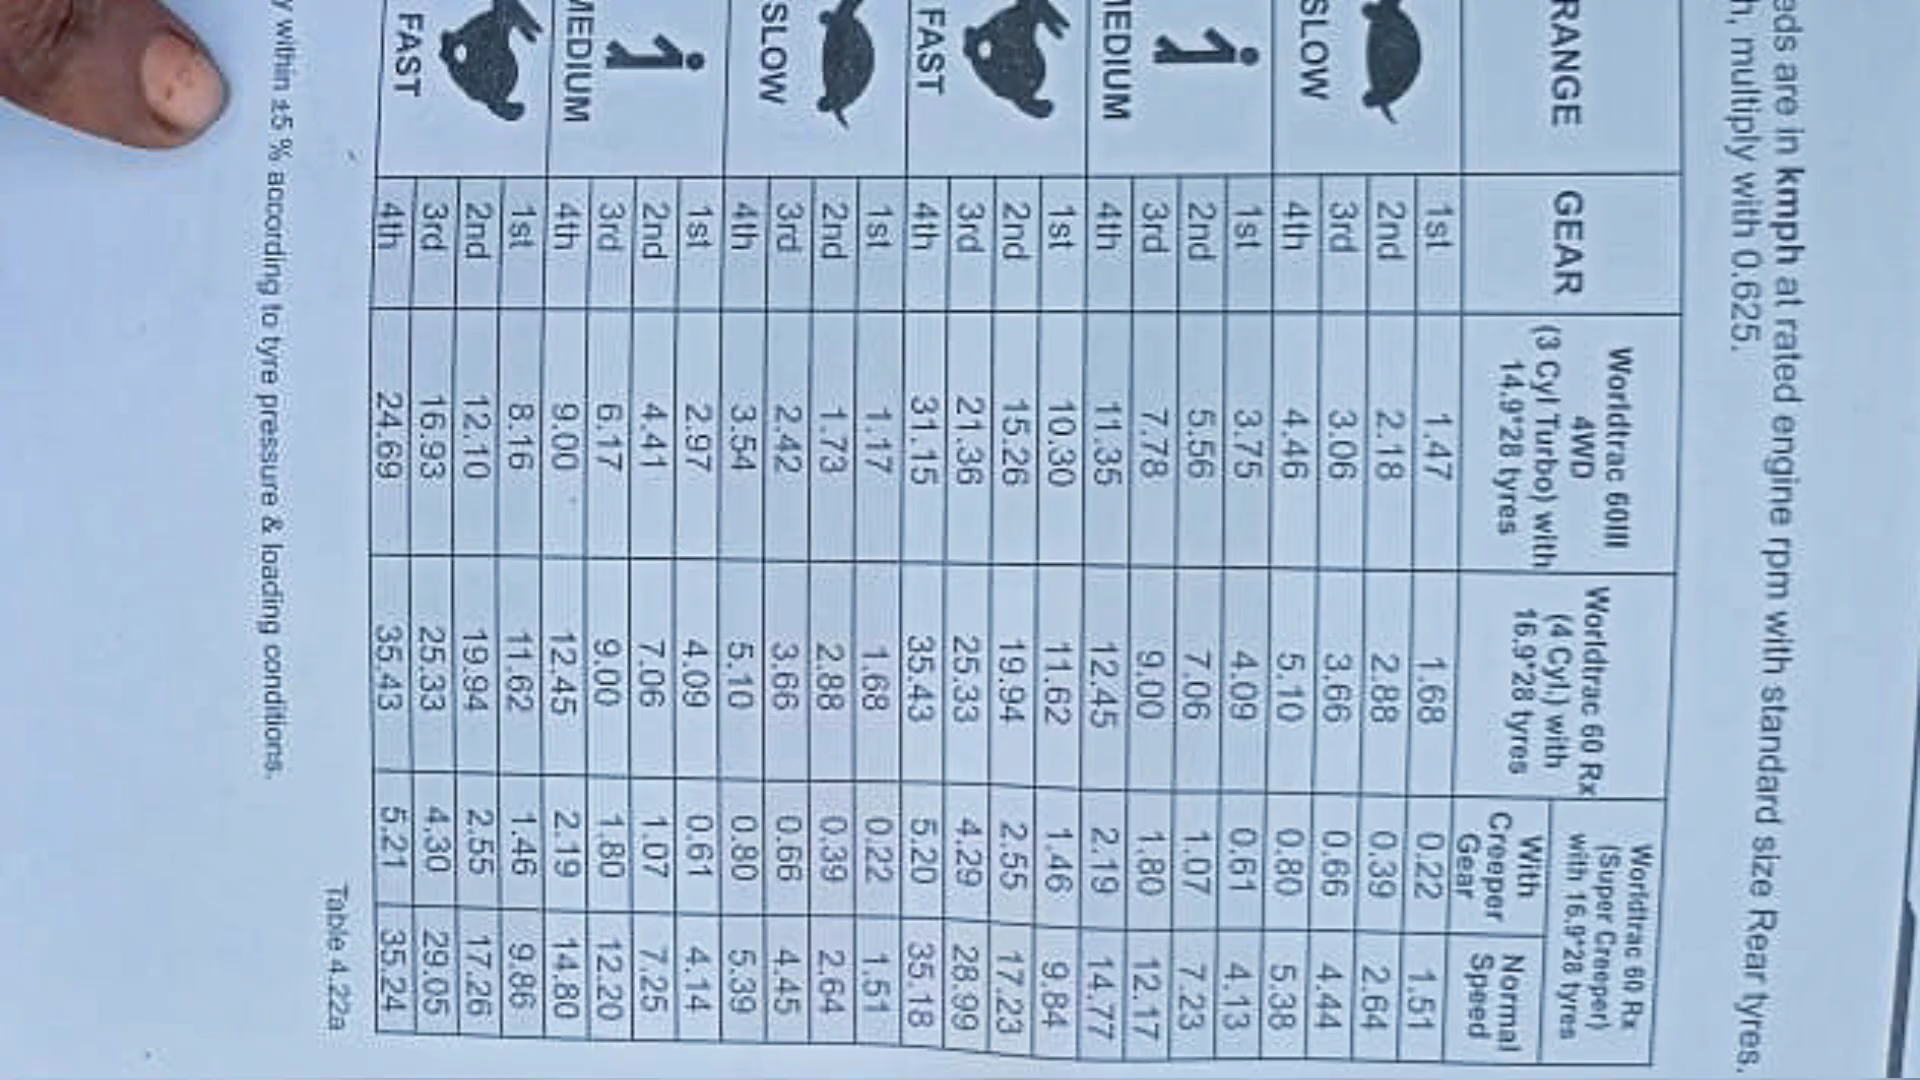 eds are in kmph at rated engine rpm with standard size Rear tyres.
h, multiply with 0.625.
RANGE GEAR Worldtrac 60III 4WD (3 Cyl Turbo) with 14.9*28 tyres Worldtrac 60 Rx (4 Cyl.) with 16.9*28 tyres Worldtrac 60 Rx (Super Creeper) with 16.9*28 tyres
With Creeper Gear Normal Speed
SLOW
1st 1.47 1.68 0.22 1.51
2nd 2.18 2.88 0.39 2.64
3rd 3.06 3.66 0.66 4.44
4th 4.46 5.10 0.80 5.38
MEDIUM
1st 3.75 4.09 0.61 4.13
2nd 5.56 7.06 1.07 7.23
3rd 7.78 9.00 1.80 12.17
4th 11.35 12.45 2.19 14.77
FAST
1st 10.30 11.62 1.46 9.84
2nd 15.26 19.94 2.55 17.23
3rd 21.36 25.33 4.29 28.99
4th 31.15 35.43 5.20 35.18
SLOW
1st 1.17 1.68 0.22 1.51
2nd 1.73 2.88 0.39 2.64
3rd 2.42 3.66 0.66 4.45
4th 3.54 5.10 0.80 5.39
MEDIUM
1st 2.97 4.09 0.61 4.14
2nd 4.41 7.06 1.07 7.25
3rd 6.17 9.00 1.80 12.20
4th 9.00 12.45 2.19 14.80
FAST
1st 8.16 11.62 1.46 9.86
2nd 12.10 19.94 2.55 17.26
3rd 16.93 25.33 4.30 29.05
4th 24.69 35.43 5.21 35.24
Table 4.22a
y within ±5 % according to tyre pressure & loading conditions.